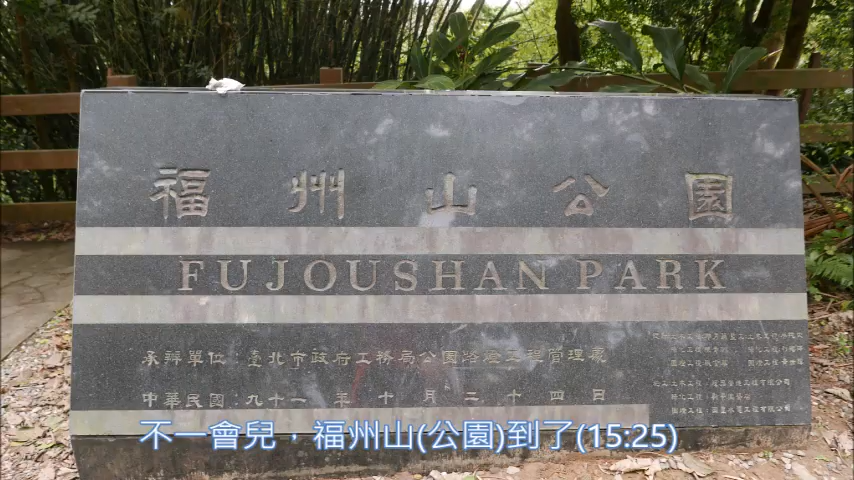 福州山公園
FUJOUSHAN PARK
承辦單位：臺北市政府工務局公園路燈工程管理處
中華民國：九十一年十月二十四日
不一會兒，福州山(公園)到了(15:25)